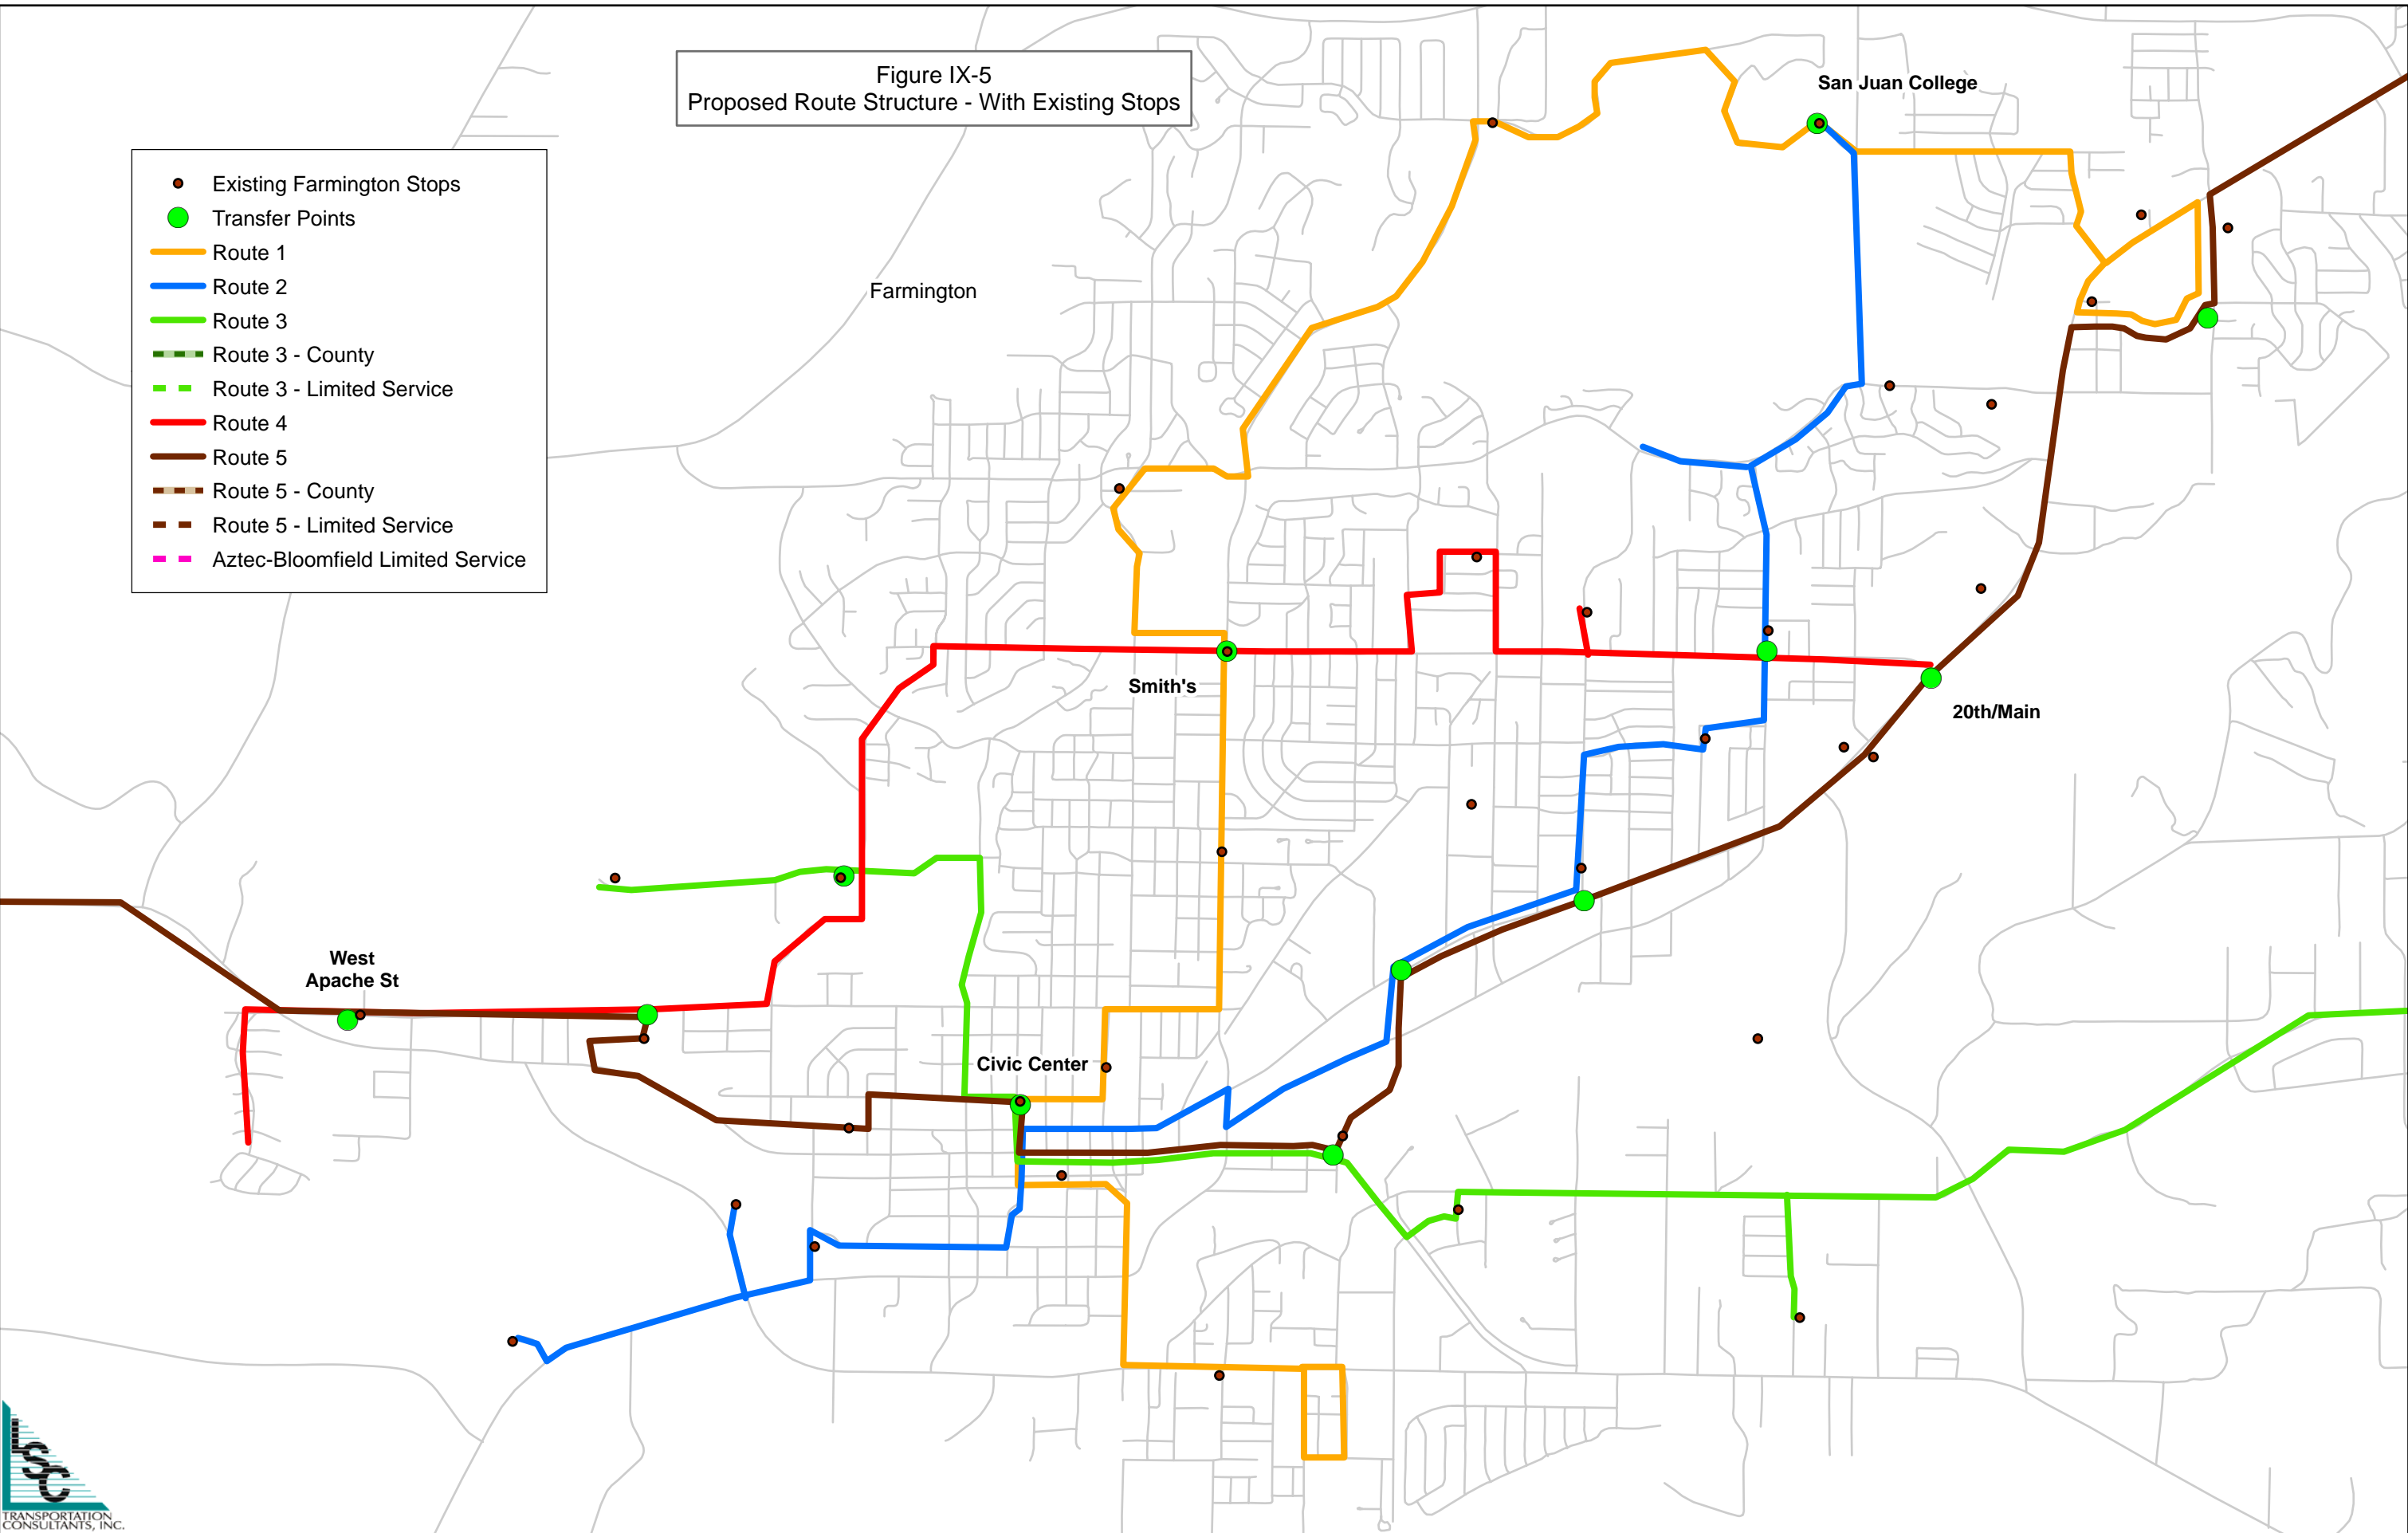 Figure IX-5
Proposed Route Structure - With Existing Stops
San Juan College
Existing Farmington Stops
Transfer Points
Route 1
Route 2
Route 3
Route 3 - County
Route 3 - Limited Service
Route 4
Route 5
Route 5 - County
Route 5 - Limited Service
Aztec-Bloomfield Limited Service
Farmington
Smith's
20th/Main
West
Apache St
Civic Center
LSC
TRANSPORTATION
CONSULTANTS, INC.